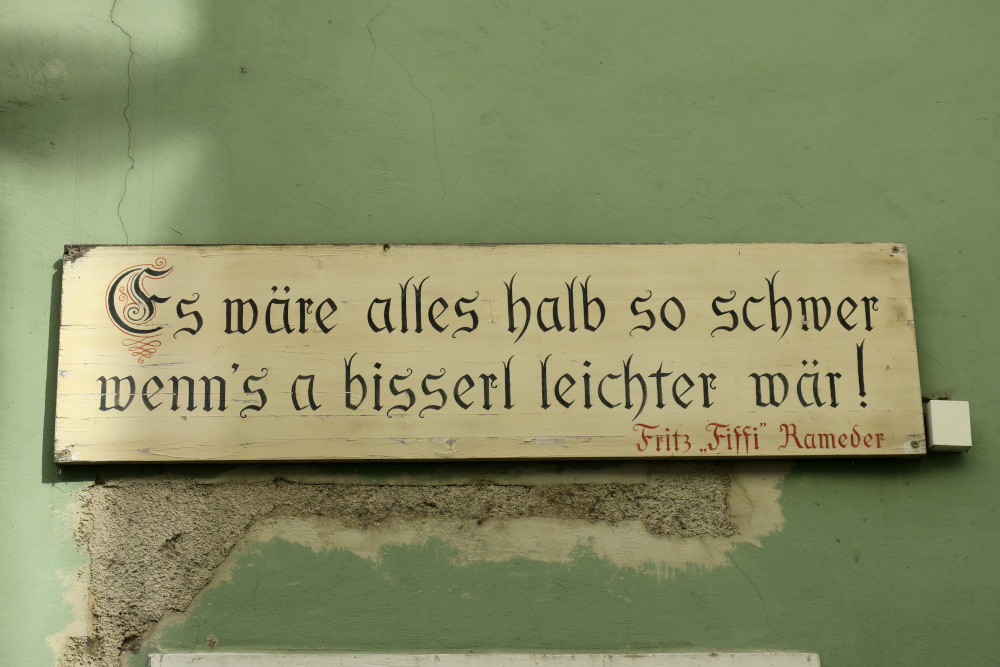 Es wäre alles halb so schwer
wenn's a bisserl leichter wär!
Fritz „Fiffi" Rameder